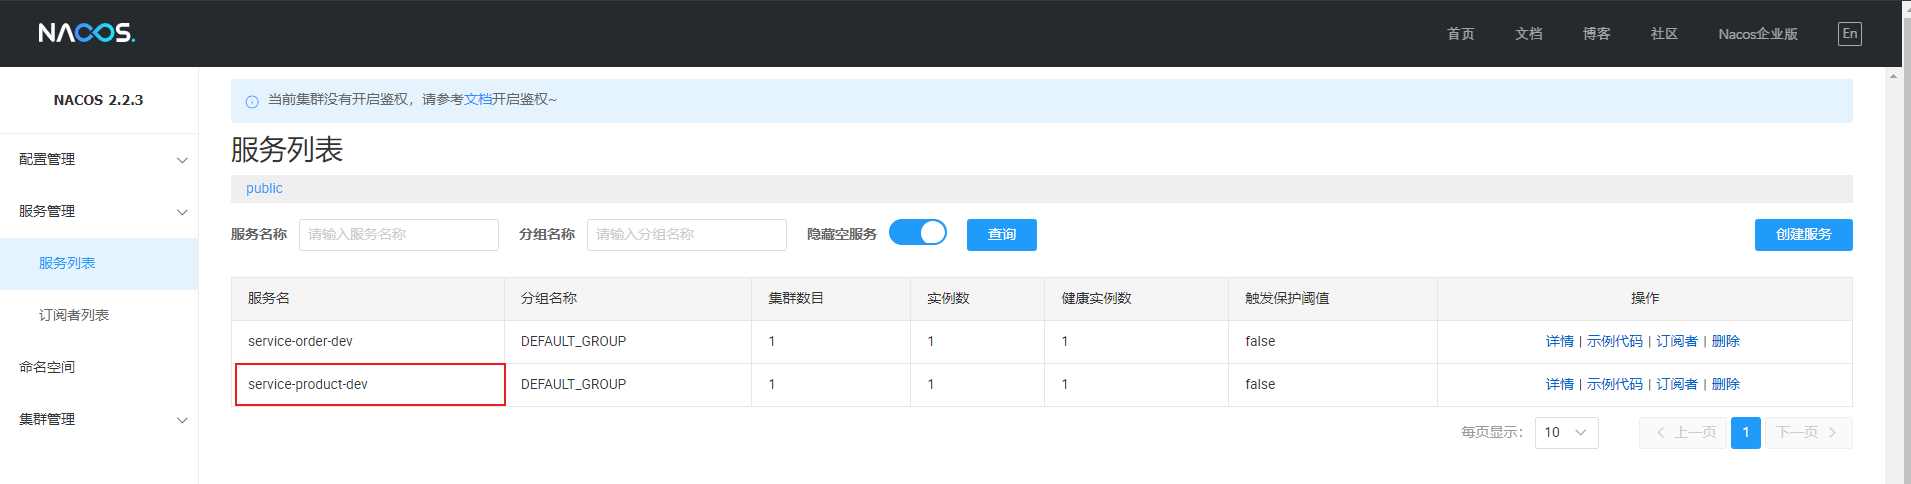 NACOS.
首页 文档 博客 社区 Nacos企业版 En
NACOS 2.2.3
配置管理
服务管理
服务列表
订阅者列表
命名空间
集群管理
当前集群没有开启鉴权，请参考文档开启鉴权~
服务列表
public
服务名称 请输入服务名称 分组名称 请输入分组名称 隐藏空服务 查询 创建服务
服务名 分组名称 集群数目 实例数 健康实例数 触发保护阈值 操作
service-order-dev DEFAULT_GROUP 1 1 1 false 详情 | 示例代码 | 订阅者 | 删除
service-product-dev DEFAULT_GROUP 1 1 1 false 详情 | 示例代码 | 订阅者 | 删除
每页显示： 10 上一页 1 下一页